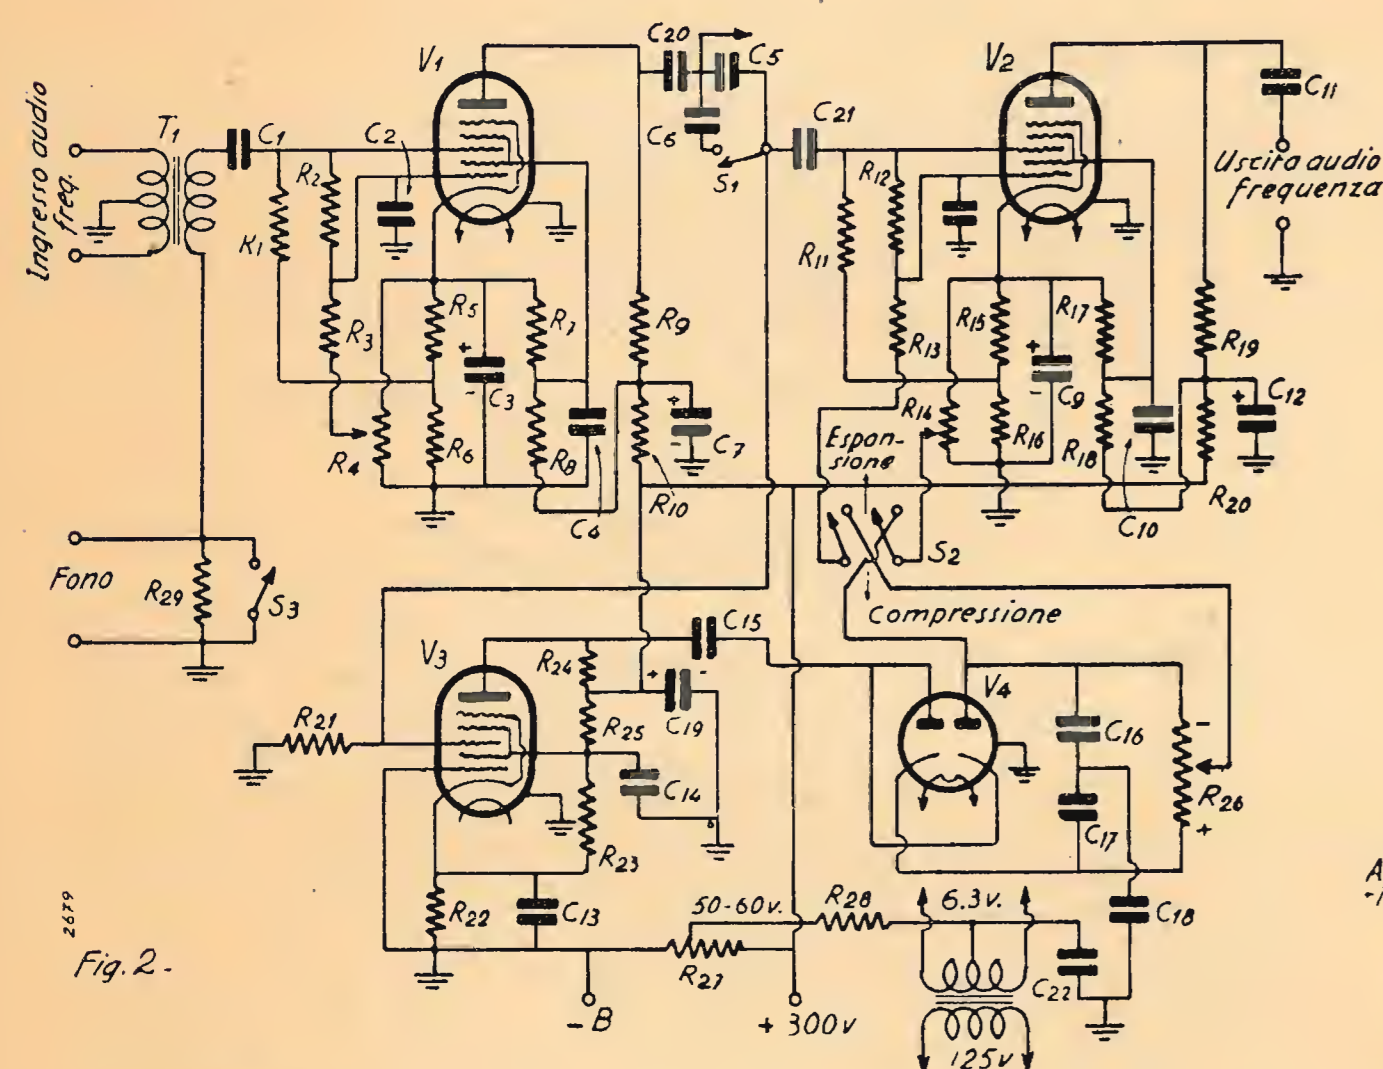 Ingresso audio
freq.
T1
C1
R1
R2
C2
V1
R3
R4
R5
R6
C3
R7
R8
C4
R9
R10
C7
C20
C5
C6
S1
C21
V2
R11
R12
R13
R14
R15
R16
C9
R17
R18
C10
R19
R20
C12
C11
Uscita audio
frequenza
Espan-
sione
S2
Compressione
Fono
R29
S3
V3
R21
R22
C13
R23
R24
R25
C14
C15
C19
V4
C16
C17
R26
C18
50-60v.
R28
R27
6.3v.
C22
125v
- B
+ 300v
2679
Fig. 2.-